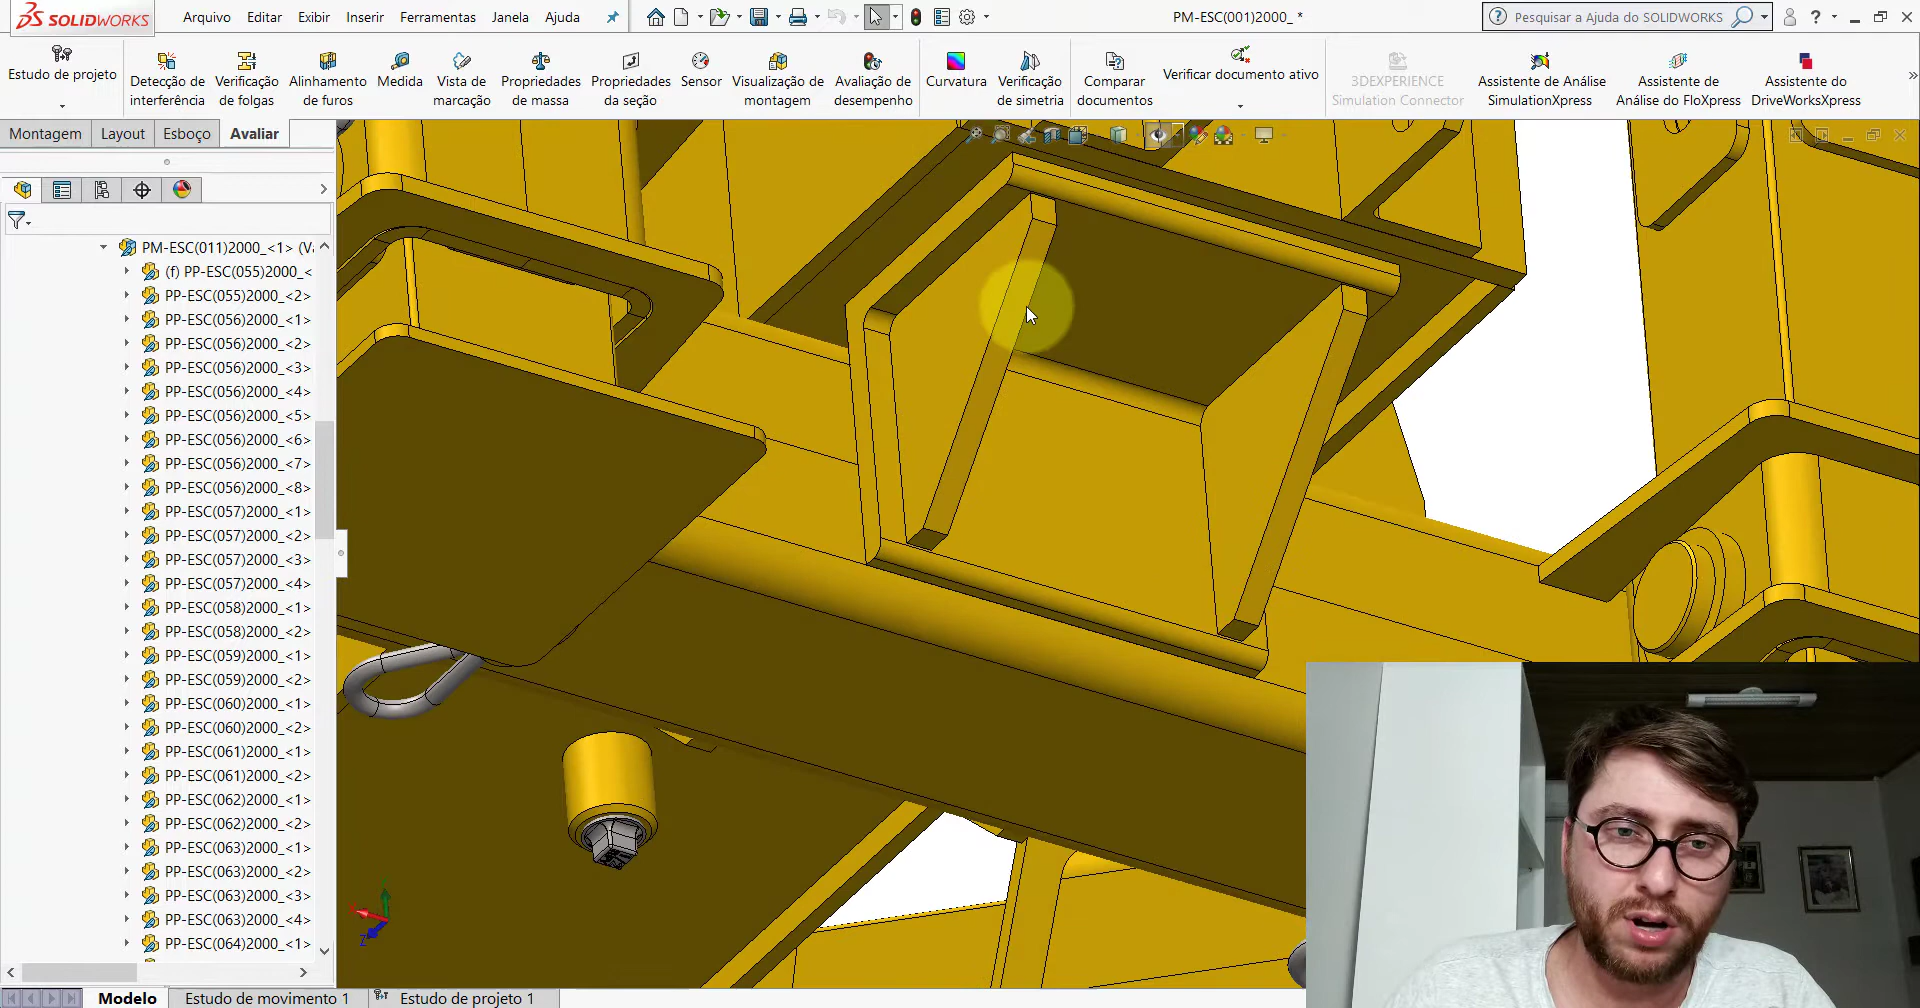 SOLIDWORKS
Arquivo Editar Exibir Inserir Ferramentas Janela Ajuda
PM-ESC(001)2000_ *
Pesquisar a Ajuda do SOLIDWORKS
?
Estudo de projeto
Detecção de interferência
Verificação de folgas
Alinhamento de furos
Medida
Vista de marcação
Propriedades de massa
Propriedades da seção
Sensor
Visualização de montagem
Avaliação de desempenho
Curvatura
Verificação de simetria
Comparar documentos
Verificar documento ativo
3DEXPERIENCE Simulation Connector
Assistente de Análise SimulationXpress
Assistente de Análise do FloXpress
Assistente do DriveWorksXpress
Montagem Layout Esboço Avaliar
PM-ESC(011)2000_<1> (Va
(f) PP-ESC(055)2000_<
PP-ESC(055)2000_<2>
PP-ESC(056)2000_<1>
PP-ESC(056)2000_<2>
PP-ESC(056)2000_<3>
PP-ESC(056)2000_<4>
PP-ESC(056)2000_<5>
PP-ESC(056)2000_<6>
PP-ESC(056)2000_<7>
PP-ESC(056)2000_<8>
PP-ESC(057)2000_<1>
PP-ESC(057)2000_<2>
PP-ESC(057)2000_<3>
PP-ESC(057)2000_<4>
PP-ESC(058)2000_<1>
PP-ESC(058)2000_<2>
PP-ESC(059)2000_<1>
PP-ESC(059)2000_<2>
PP-ESC(060)2000_<1>
PP-ESC(060)2000_<2>
PP-ESC(061)2000_<1>
PP-ESC(061)2000_<2>
PP-ESC(062)2000_<1>
PP-ESC(062)2000_<2>
PP-ESC(063)2000_<1>
PP-ESC(063)2000_<2>
PP-ESC(063)2000_<3>
PP-ESC(063)2000_<4>
PP-ESC(064)2000_<1>
Z
Modelo Estudo de movimento 1 Estudo de projeto 1